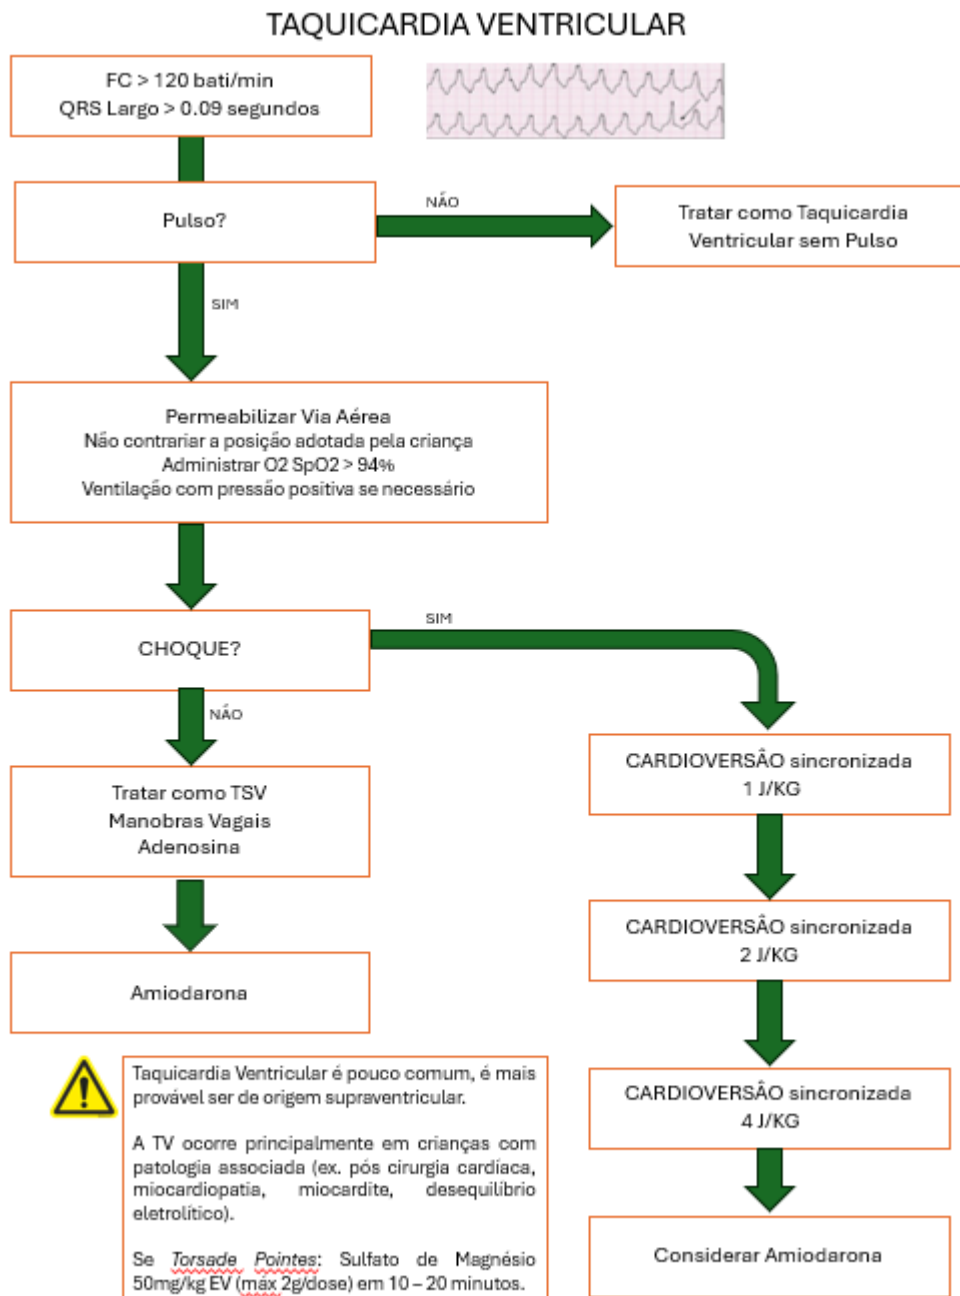 TAQUICARDIA VENTRICULAR
FC > 120 bati/min
QRS Largo > 0.09 segundos
Pulso?
NÃO
Tratar como Taquicardia
Ventricular sem Pulso
SIM
Permeabilizar Via Aérea
Não contrariar a posição adotada pela criança
Administrar O2 SpO2 > 94%
Ventilação com pressão positiva se necessário
CHOQUE?
SIM
NÃO
Tratar como TSV
Manobras Vagais
Adenosina
Amiodarona
CARDIOVERSÂO sincronizada
1 J/KG
CARDIOVERSÂO sincronizada
2 J/KG
CARDIOVERSÂO sincronizada
4 J/KG
Considerar Amiodarona
Taquicardia Ventricular é pouco comum, é mais
provável ser de origem supraventricular.
A TV ocorre principalmente em crianças com
patologia associada (ex. pós cirurgia cardíaca,
miocardiopatia, miocardite, desequilíbrio
eletrolítico).
Se Torsade Pointes: Sulfato de Magnésio
50mg/kg EV (máx 2g/dose) em 10 – 20 minutos.